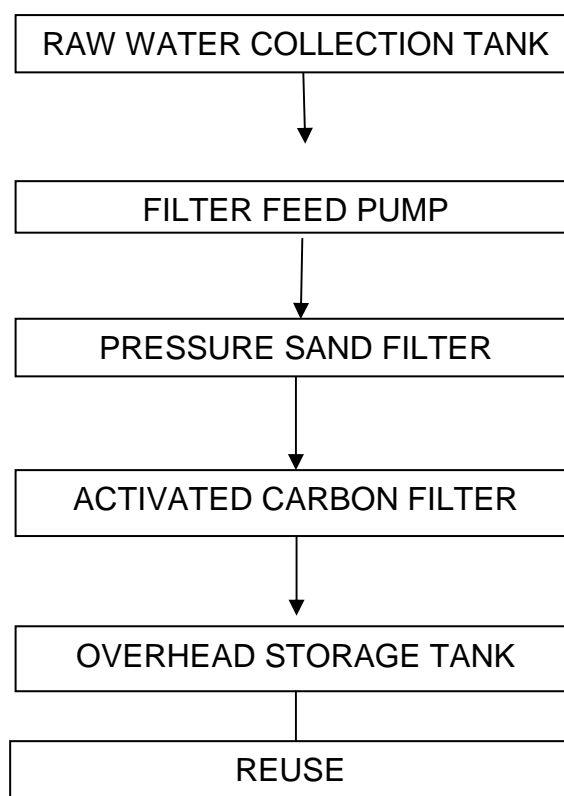 RAW WATER COLLECTION TANK
FILTER FEED PUMP
PRESSURE SAND FILTER
ACTIVATED CARBON FILTER
OVERHEAD STORAGE TANK
REUSE